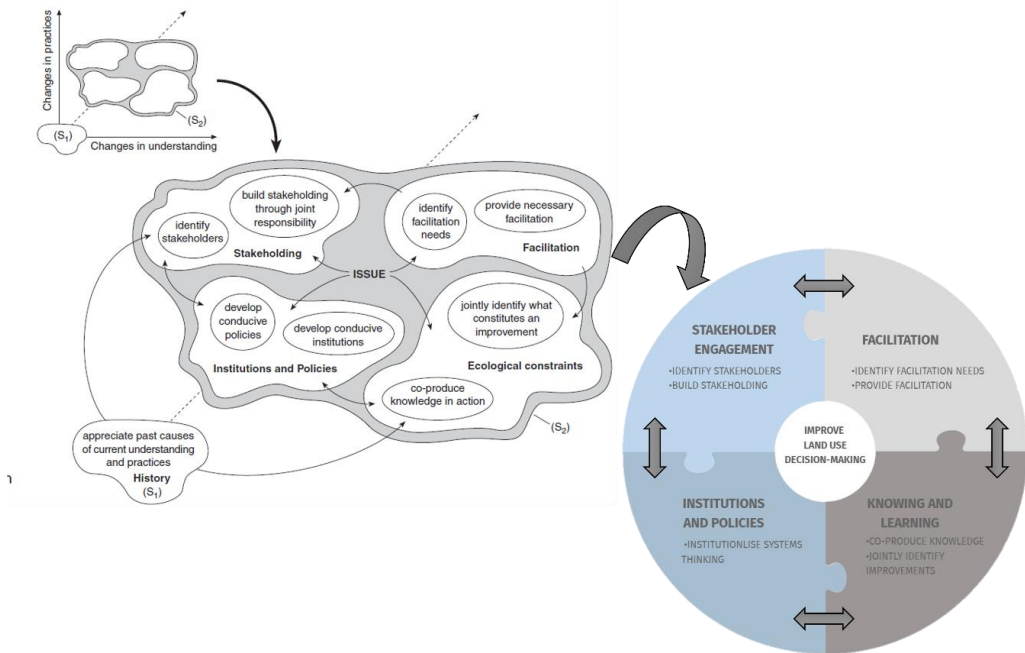 Changes in practices
(S1)
(S2)
Changes in understanding
build stakeholding
through joint
responsibility
identify
stakeholders
Stakeholding
identify
facilitation
needs
provide necessary
facilitation
Facilitation
ISSUE
develop
conducive
policies
develop conducive
institutions
Institutions and Policies
jointly identify what
constitutes an
improvement
Ecological constraints
co-produce
knowledge in action
(S2)
appreciate past causes
of current understanding
and practices
History
(S1)
STAKEHOLDER
ENGAGEMENT
•IDENTIFY STAKEHOLDERS
•BUILD STAKEHOLDING
FACILITATION
•IDENTIFY FACILITATION NEEDS
•PROVIDE FACILITATION
IMPROVE
LAND USE
DECISION-MAKING
INSTITUTIONS
AND POLICIES
•INSTITUTIONLISE SYSTEMS
THINKING
KNOWING AND
LEARNING
•CO-PRODUCE KNOWLEDGE
•JOINTLY IDENTIFY
IMPROVEMENTS